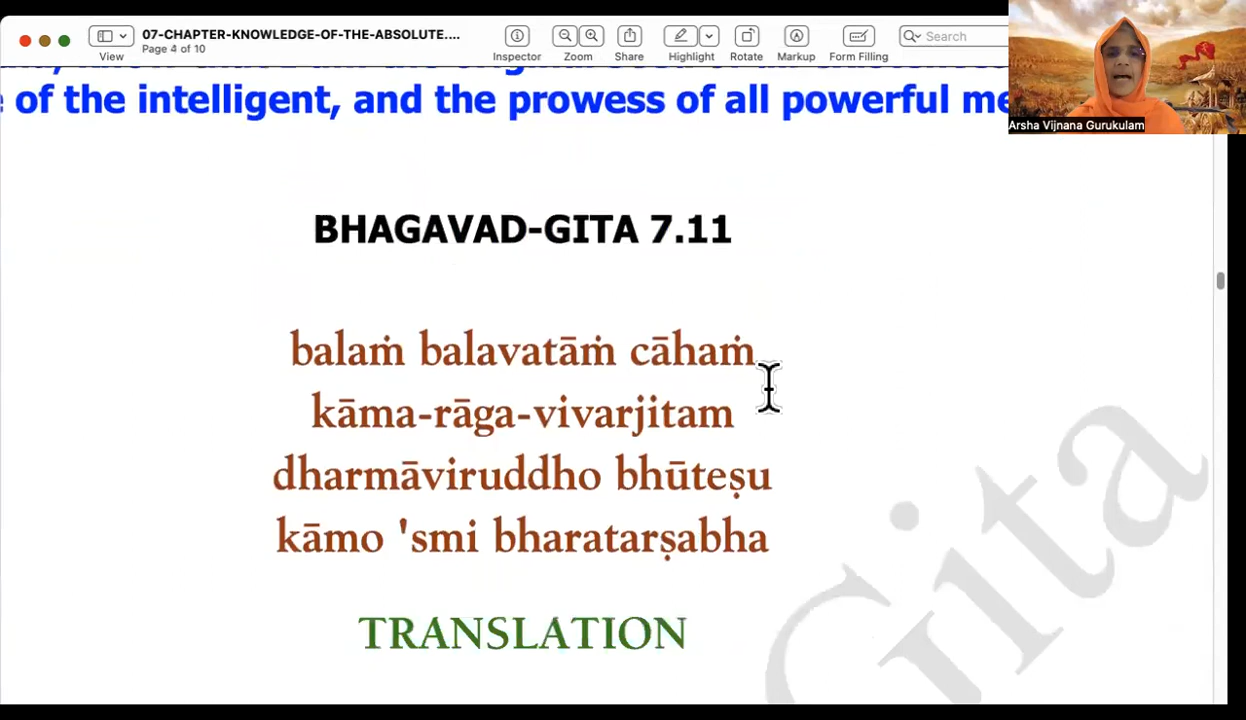 07-CHAPTER-KNOWLEDGE-OF-THE-ABSOLUTE....
Page 4 of 10
View
Inspector
Zoom
Share
Highlight
Rotate
Markup
Form Filling
Search
Arsha Vijnana Gurukulam
of the intelligent, and the prowess of all powerful me
BHAGAVAD-GITA 7.11
balaṁ balavatāṁ cāhaṁ
kāma-rāga-vivarjitam
dharmāviruddho bhūteṣu
kāmo 'smi bharatarṣabha
TRANSLATION
Gita